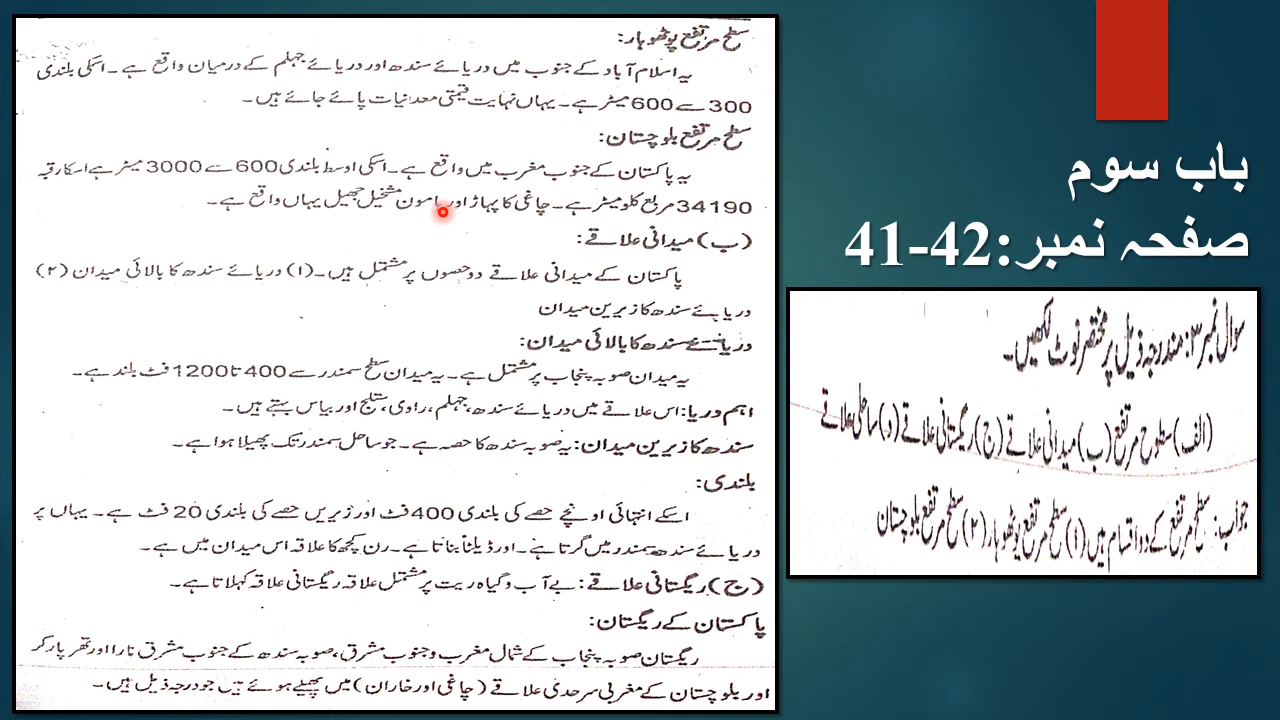 باب سوم
صفحہ نمبر:42-41
سوال نمبر۳: مندرجہ ذیل پر مختصر نوٹ لکھیں۔
(الف) سطوح مرتفع (ب) میدانی علاقے (ج) ریگستانی علاقے (د) ساحلی علاقے
جواب: سطح مرتفع کے دو اقسام ہیں (۱) سطح مرتفع پوٹھوہار (۲) سطح مرتفع بلوچستان
سطح مرتفع پوٹھوہار:
یہ اسلام آباد کے جنوب میں دریائے سندھ اور دریائے جہلم کے درمیان واقع ہے۔ اسکی بلندی
300 سے 600 میٹر ہے۔ یہاں نہایت قیمتی معدنیات پائے جاتے ہیں۔
سطح مرتفع بلوچستان:
یہ پاکستان کے جنوب مغرب میں واقع ہے۔ اسکی اوسط بلندی 600 سے 3000 میٹر ہے اسکا رقبہ
34190 مربع کلومیٹر ہے۔ چاغی کا پہاڑ اور ہامون مشخیل جھیل یہاں واقع ہے۔
(ب) میدانی علاقے:
پاکستان کے میدانی علاقے دو حصوں پر مشتمل ہیں۔ (۱) دریائے سندھ کا بالائی میدان (۲)
دریائے سندھ کا زیریں میدان
دریائے سندھ کا بالائی میدان:
یہ میدان صوبہ پنجاب پر مشتمل ہے۔ یہ میدان سطح سمندر سے 400 تا 1200 فٹ بلند ہے۔
اہم دریا: اس علاقے میں دریائے سندھ، جہلم، راوی، ستلج اور بیاس بہتے ہیں۔
سندھ کا زیریں میدان: یہ صوبہ سندھ کا حصہ ہے۔ جو ساحل سمندر تک پھیلا ہوا ہے۔
بلندی:
اسکے انتہائی اونچے حصے کی بلندی 400 فٹ اور زیریں حصے کی بلندی 20 فٹ ہے۔ یہاں پر
دریائے سندھ سمندر میں گرتا ہے۔ اور ڈیلٹا بناتا ہے۔ رن کچھ کا علاقہ اس میدان میں ہے۔
(ج) ریگستانی علاقے: بے آب و گیاہ ریت پر مشتمل علاقہ ریگستانی علاقہ کہلاتا ہے۔
پاکستان کے ریگستان:
ریگستان صوبہ پنجاب کے شمال مغرب و جنوب مشرق، صوبہ سندھ کے جنوب مشرق نارا اور تھر پارکر
اور بلوچستان کے مغربی سرحدی علاقے (چاغی اور خاران) میں پھیلے ہوئے ہیں جو درجہ ذیل ہیں۔